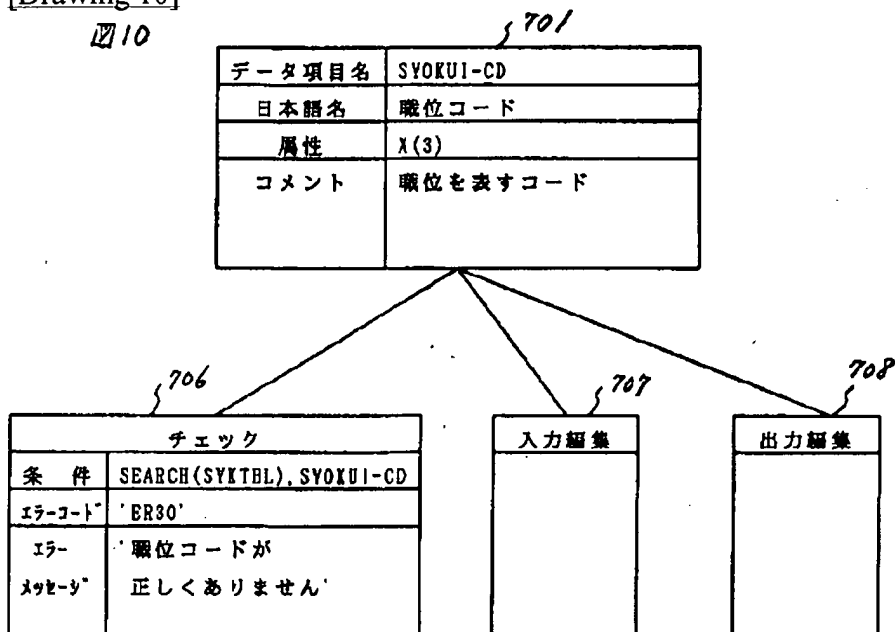 [Drawing 10]
図10
701
データ項目名 SYOKUI-CD
日本語名 職位コード
属性 X(3)
コメント 職位を表すコード
706
707
708
チェック
入力編集
出力編集
条 件 SEARCH(SYKTBL),SYOKUI-CD
エラーコード 'ER30'
エラー '職位コードが
メッセージ 正しくありません'